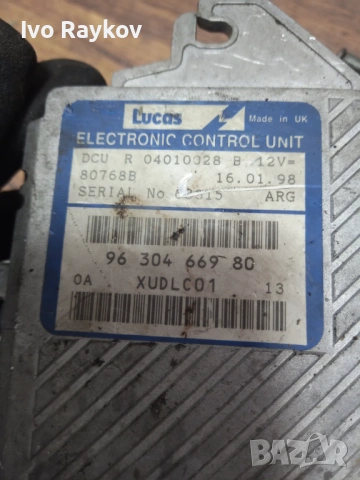 Ivo Raykov
Lucas
Made in UK
ELECTRONIC CONTROL UNIT
DCU R 04010328 B 12V=
80768B 16.01.98
SERIAL No ARG
96 304 669 80
0A XUDLC01 13
BAZAR